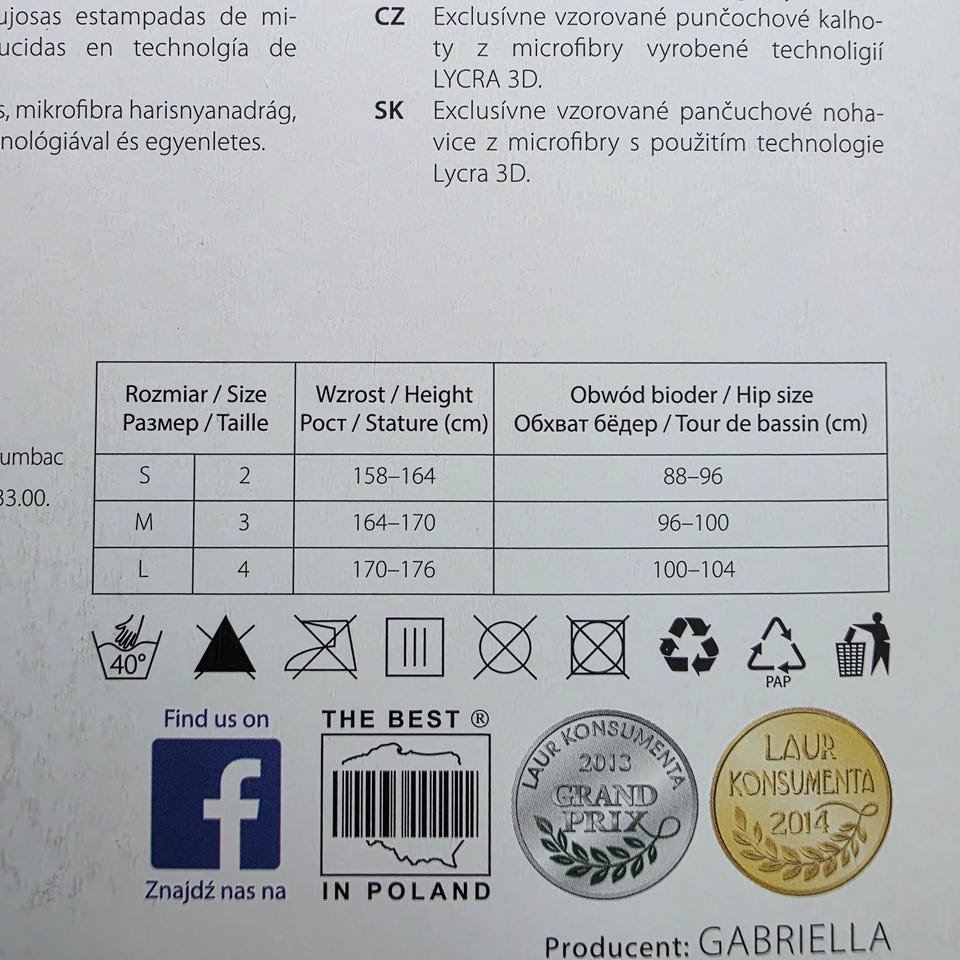 ujosas estampadas de mi-
ucidas en technolgía de
s, mikrofibra harisnyanadrág,
nológiával és egyenletes.
CZ Exclusívne vzorované punčochové kalho-
ty z microfibry vyrobené technoligií
LYCRA 3D.
SK Exclusívne vzorované pančuchové noha-
vice z microfibry s použitím technologie
Lycra 3D.
umbac
33.00.
Rozmiar / Size
Размер / Taille
Wzrost / Height
Рост / Stature (cm)
Obwód bioder / Hip size
Обхват бёдер / Tour de bassin (cm)
S 2 158–164 88–96
M 3 164–170 96–100
L 4 170–176 100–104
40°
PAP
Find us on
f
Znajdź nas na
THE BEST ®
IN POLAND
LAUR KONSUMENTA
2013
GRAND
PRIX
LAUR
KONSUMENTA
2014
Producent: GABRIELLA